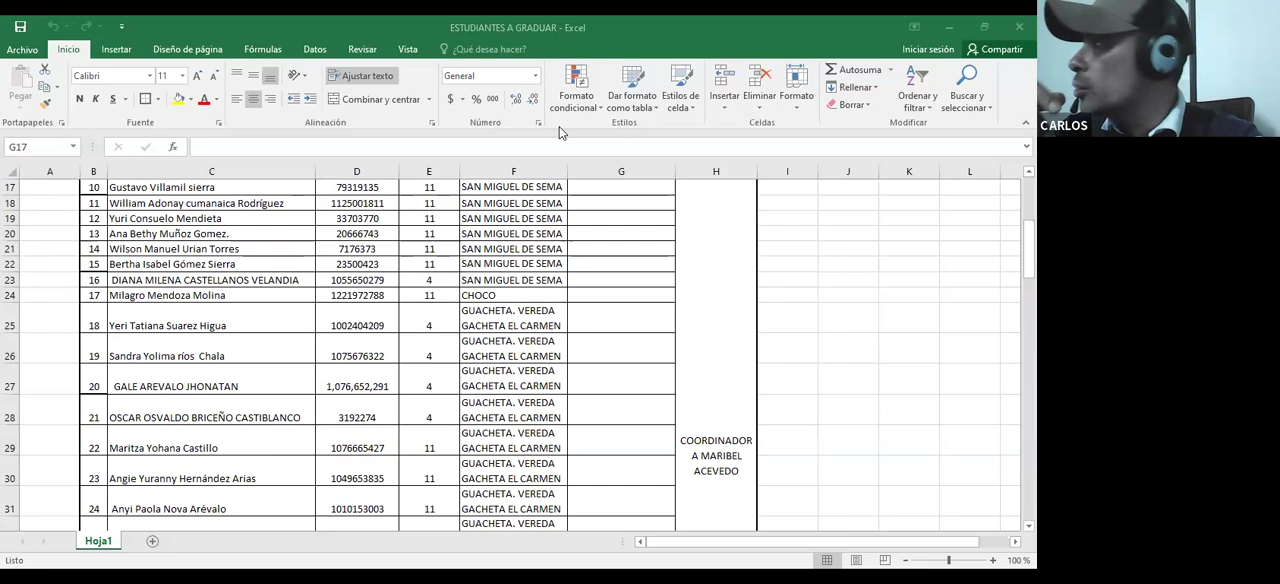 ESTUDIANTES A GRADUAR - Excel
Archivo Inicio Insertar Diseño de página Fórmulas Datos Revisar Vista ¿Qué desea hacer? Iniciar sesión Compartir
Pegar
Calibri 11
N K S
Ajustar texto
Combinar y centrar
General
$ % 000
Formato condicional
Dar formato como tabla
Estilos de celda
Insertar Eliminar Formato
Autosuma
Rellenar
Borrar
Ordenar y filtrar
Buscar y seleccionar
Portapapeles Fuente Alineación Número Estilos Celdas Modificar
CARLOS
G17 fx
A B C D E F G H I J K L
17 10 Gustavo Villamil sierra 79319135 11 SAN MIGUEL DE SEMA
18 11 William Adonay cumanaica Rodríguez 1125001811 11 SAN MIGUEL DE SEMA
19 12 Yuri Consuelo Mendieta 33703770 11 SAN MIGUEL DE SEMA
20 13 Ana Bethy Muñoz Gomez. 20666743 11 SAN MIGUEL DE SEMA
21 14 Wilson Manuel Urian Torres 7176373 11 SAN MIGUEL DE SEMA
22 15 Bertha Isabel Gómez Sierra 23500423 11 SAN MIGUEL DE SEMA
23 16 DIANA MILENA CASTELLANOS VELANDIA 1055650279 4 SAN MIGUEL DE SEMA
24 17 Milagro Mendoza Molina 1221972788 11 CHOCO
GUACHETA. VEREDA
25 18 Yeri Tatiana Suarez Higua 1002404209 4 GACHETA EL CARMEN
GUACHETA. VEREDA
26 19 Sandra Yolima ríos Chala 1075676322 4 GACHETA EL CARMEN
GUACHETA. VEREDA
27 20 GALE AREVALO JHONATAN 1,076,652,291 4 GACHETA EL CARMEN
GUACHETA. VEREDA
28 21 OSCAR OSVALDO BRICEÑO CASTIBLANCO 3192274 4 GACHETA EL CARMEN
GUACHETA. VEREDA
29 22 Maritza Yohana Castillo 1076665427 11 GACHETA EL CARMEN
GUACHETA. VEREDA
30 23 Angie Yuranny Hernández Arias 1049653835 11 GACHETA EL CARMEN
GUACHETA. VEREDA
31 24 Anyi Paola Nova Arévalo 1010153003 11 GACHETA EL CARMEN
GUACHETA. VEREDA
COORDINADOR
A MARIBEL
ACEVEDO
Hoja1
Listo 100 %